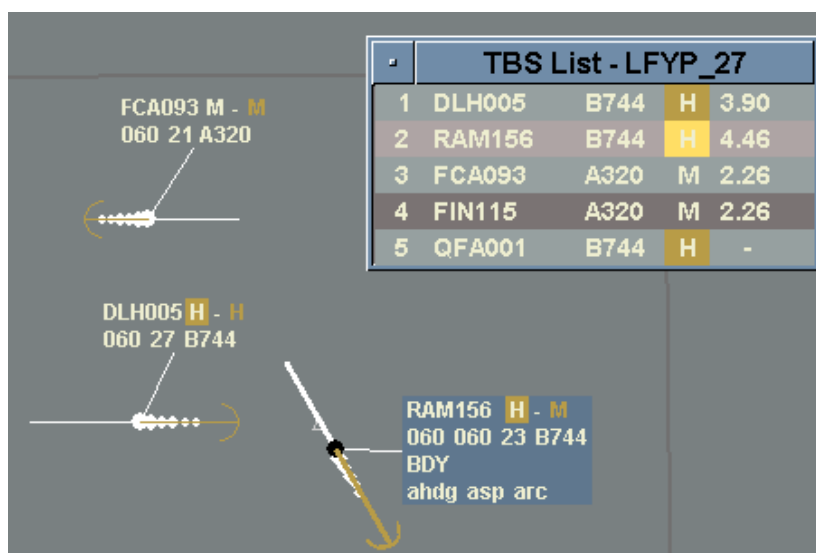 TBS List - LFYP_27
1 DLH005 B744 H 3.90
2 RAM156 B744 H 4.46
3 FCA093 A320 M 2.26
4 FIN115 A320 M 2.26
5 QFA001 B744 H -
FCA093 M - M
060 21 A320
DLH005 H - H
060 27 B744
RAM156 H - M
060 060 23 B744
BDY
ahdg asp arc